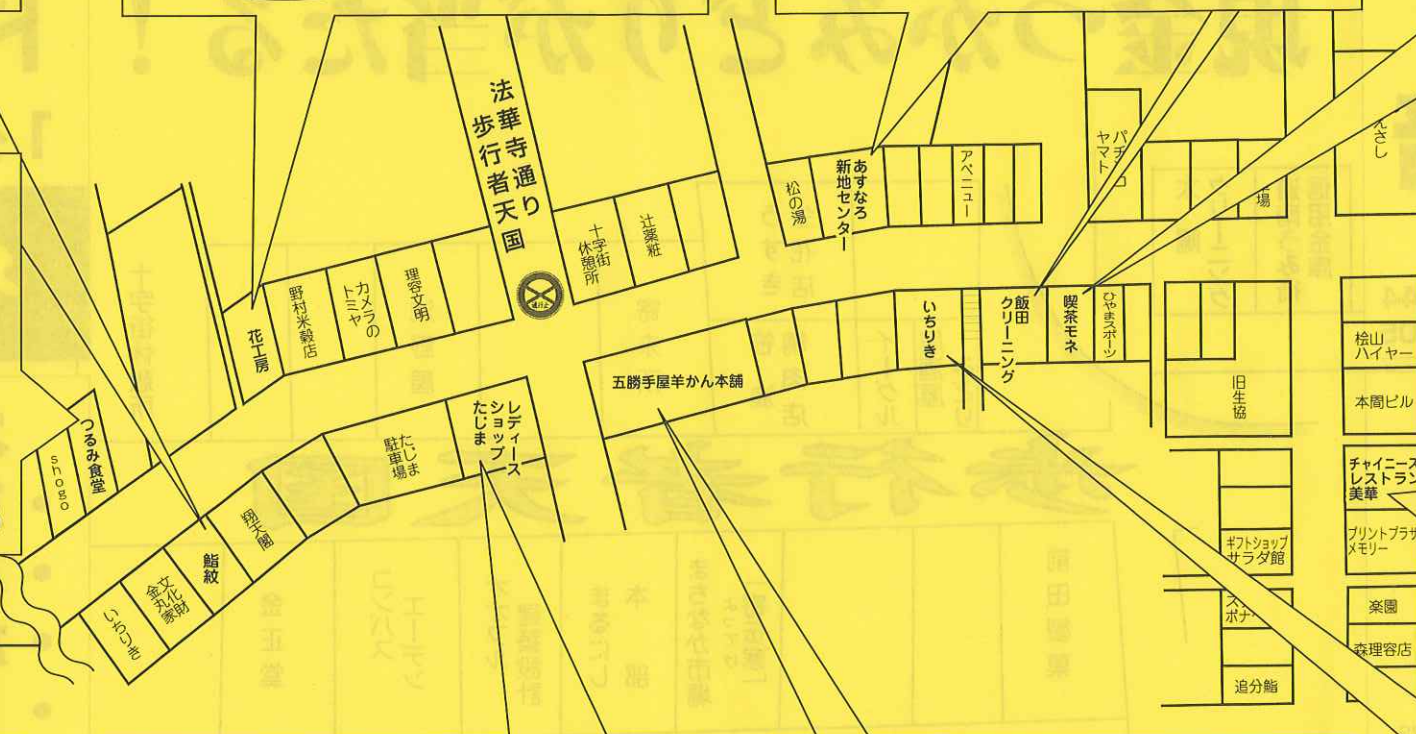 法華寺通り
歩行者天国
通行止
つるみ食堂
shogo
花工房
野村米穀店
カメラの
トミヤ
理容文明
十字街
休憩所
辻薬粧
松の湯
あすなろ
新地センター
アベニュー
パチンコ
ヤマト
場
えさし
いちりき
文化財
金丸家
鮨紋
翔天閣
たじま
駐車場
レディース
ショップ
たじま
五勝手屋羊かん本舗
いちりき
飯田
クリーニング
喫茶モネ
ひやまスポーツ
旧生協
桧山
ハイヤー
本間ビル
チャイニーズ
レストラン
美華
プリントプラザ
メモリー
ギフトショップ
サラダ館
楽園
森理容店
追分鮨